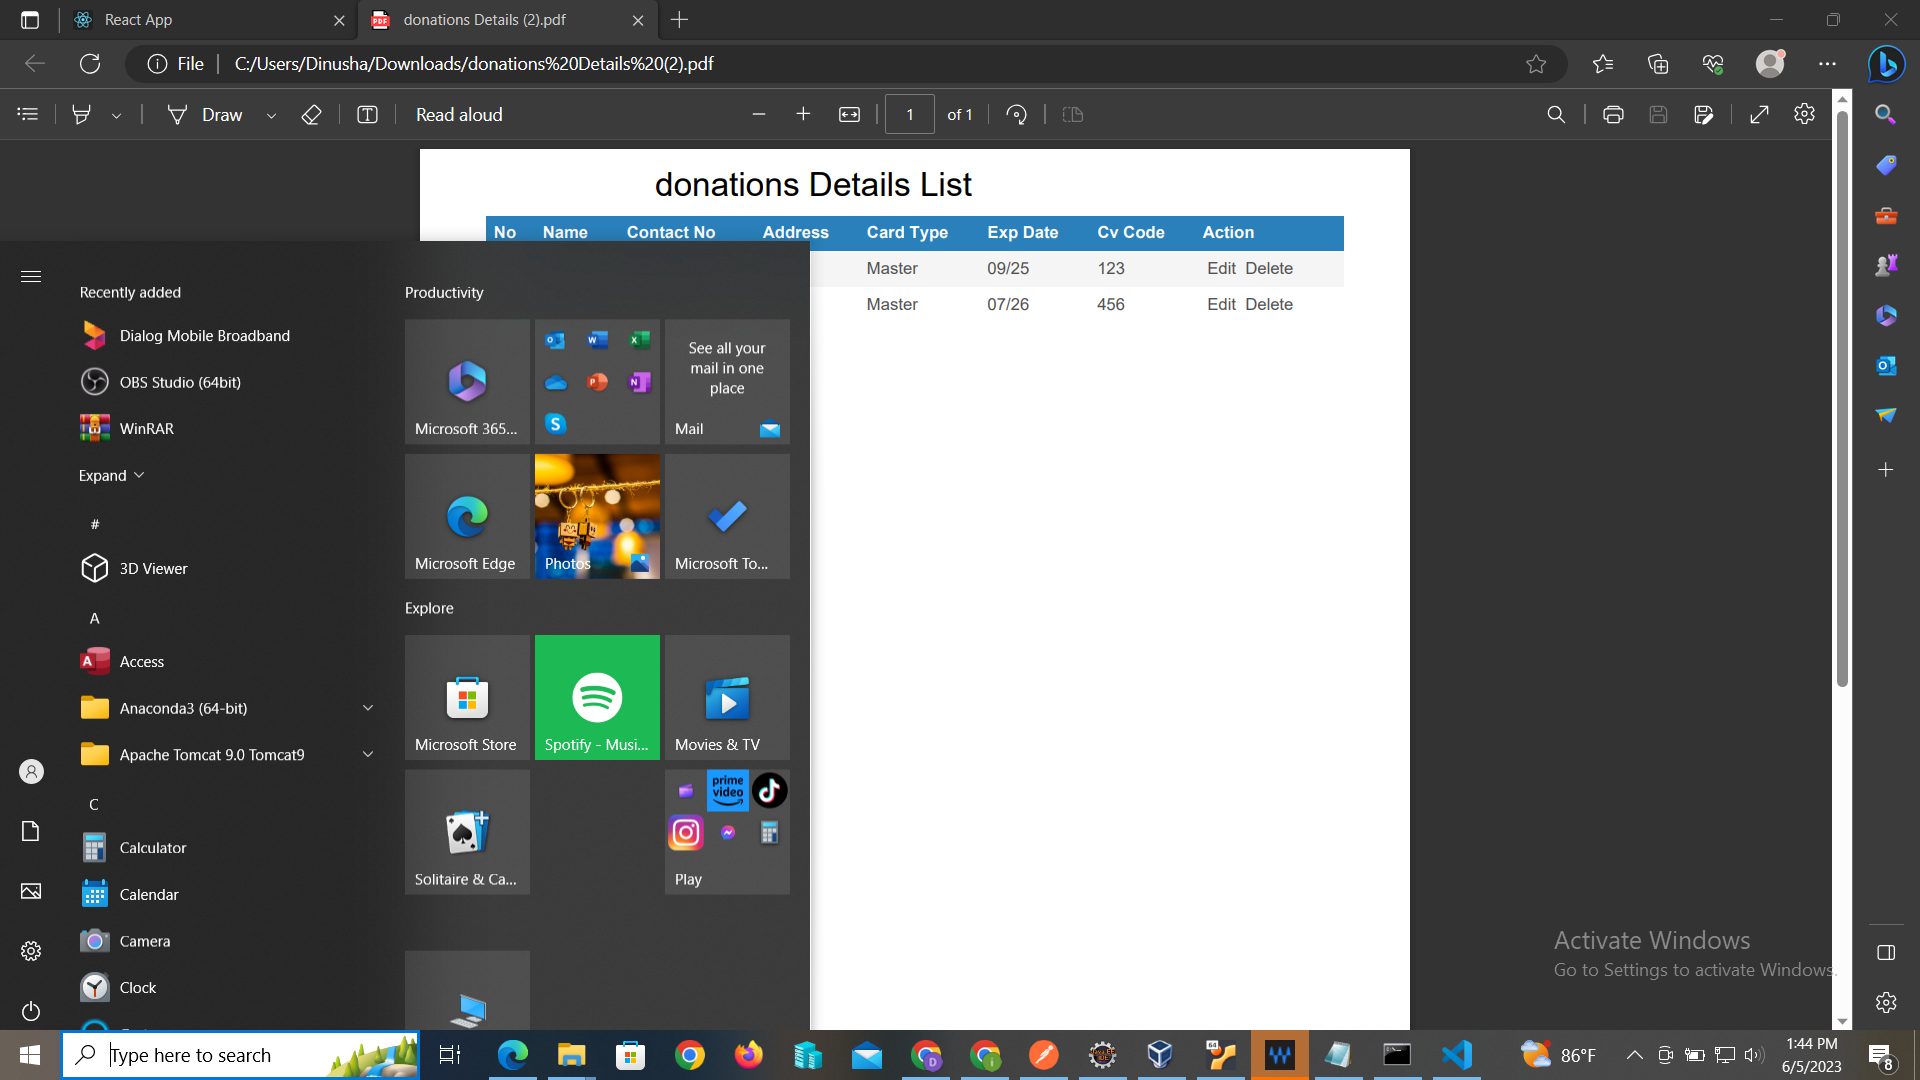 React App
donations Details (2).pdf
File
C:/Users/Dinusha/Downloads/donations%20Details%20(2).pdf
Draw
Read aloud
1
of 1
donations Details List
No Name Contact No Address Card Type Exp Date Cv Code Action
Master 09/25 123 Edit Delete
Master 07/26 456 Edit Delete
Recently added
Dialog Mobile Broadband
OBS Studio (64bit)
WinRAR
Expand
#
3D Viewer
A
Access
Anaconda3 (64-bit)
Apache Tomcat 9.0 Tomcat9
C
Calculator
Calendar
Camera
Clock
Productivity
Microsoft 365...
See all your
mail in one
place
Mail
Microsoft Edge
Photos
Microsoft To...
Explore
Microsoft Store
Spotify - Musi...
Movies & TV
Solitaire & Ca...
prime
video
Play
Activate Windows
Go to Settings to activate Windows.
Type here to search
86°F
1:44 PM
6/5/2023
8